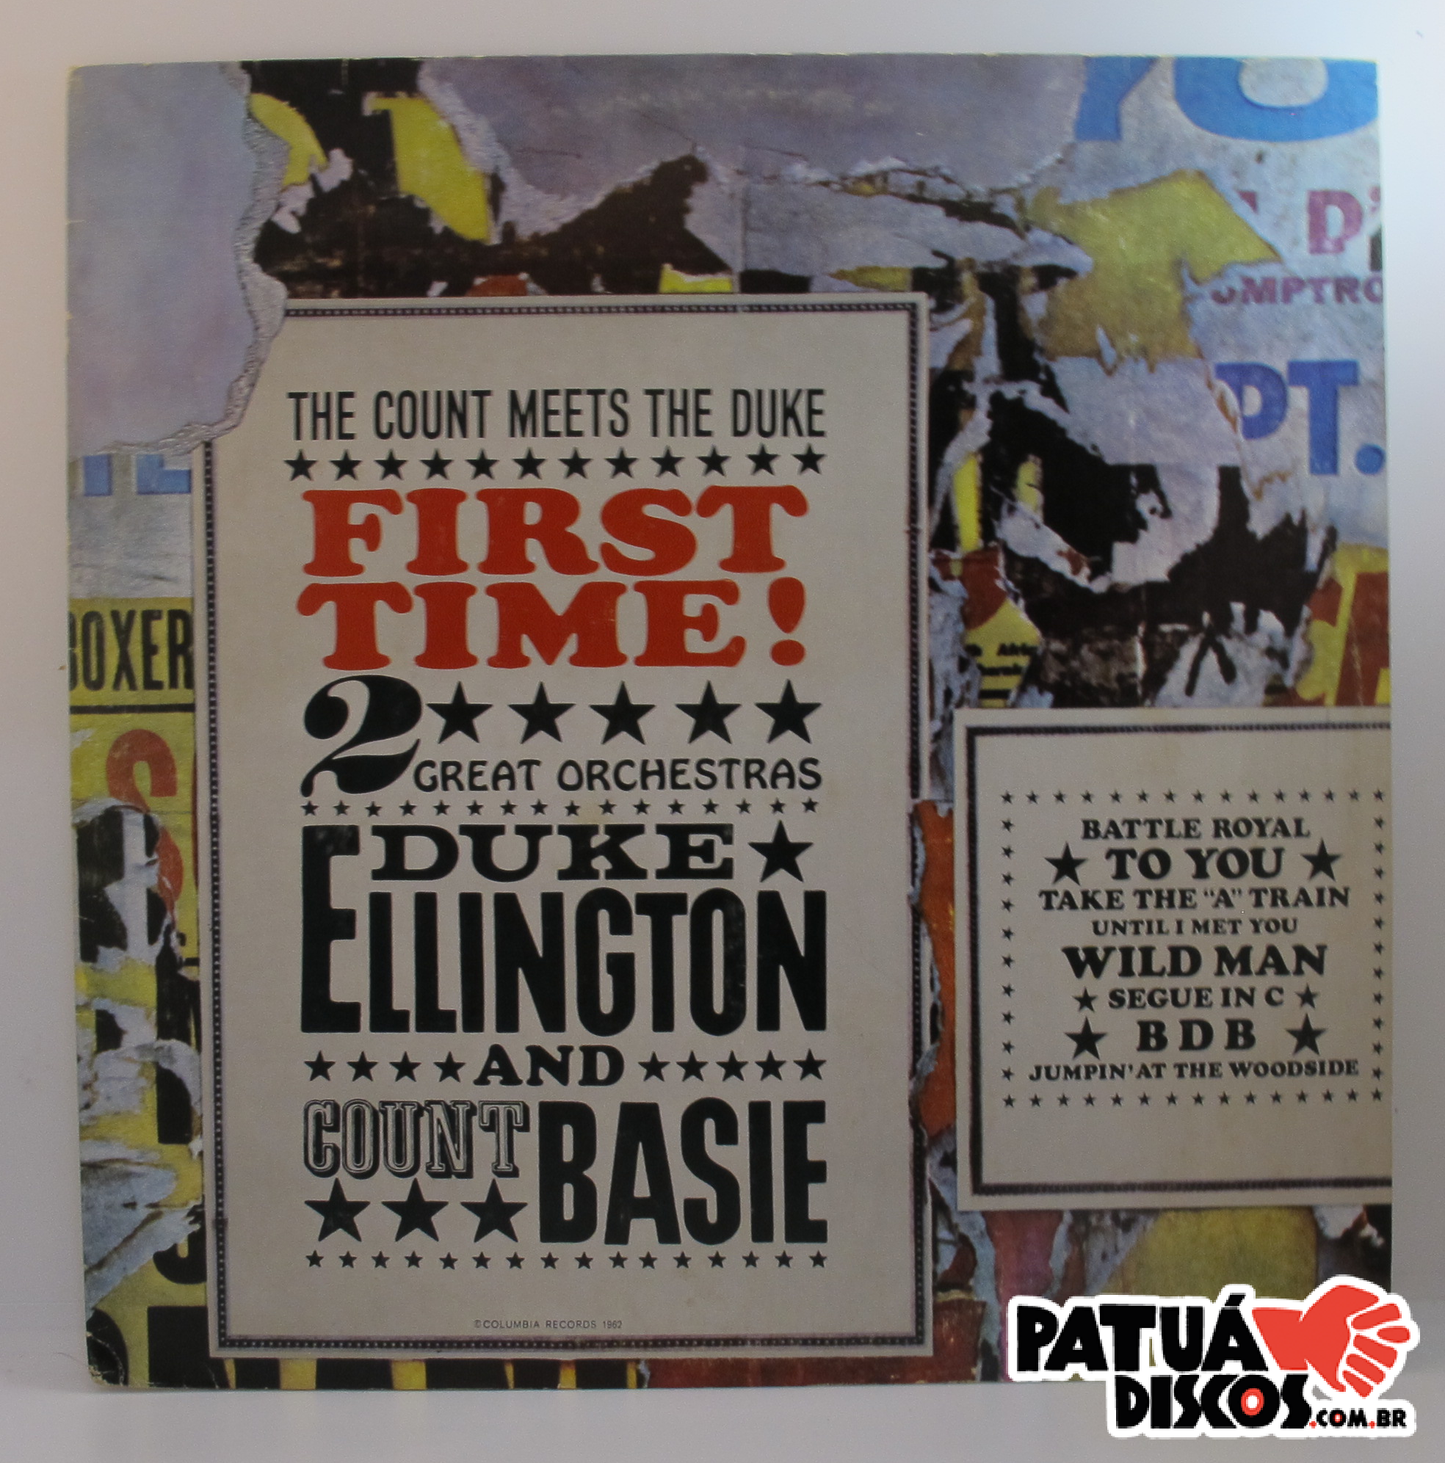 THE COUNT MEETS THE DUKE
FIRST
TIME!
2
GREAT ORCHESTRAS
DUKE
ELLINGTON
AND
COUNT BASIE
©COLUMBIA RECORDS 1962
BATTLE ROYAL
TO YOU
TAKE THE "A" TRAIN
UNTIL I MET YOU
WILD MAN
SEGUE IN C
BDB
JUMPIN' AT THE WOODSIDE
BOXER
PT.
PATUÁ
DISCOS.COM.BR